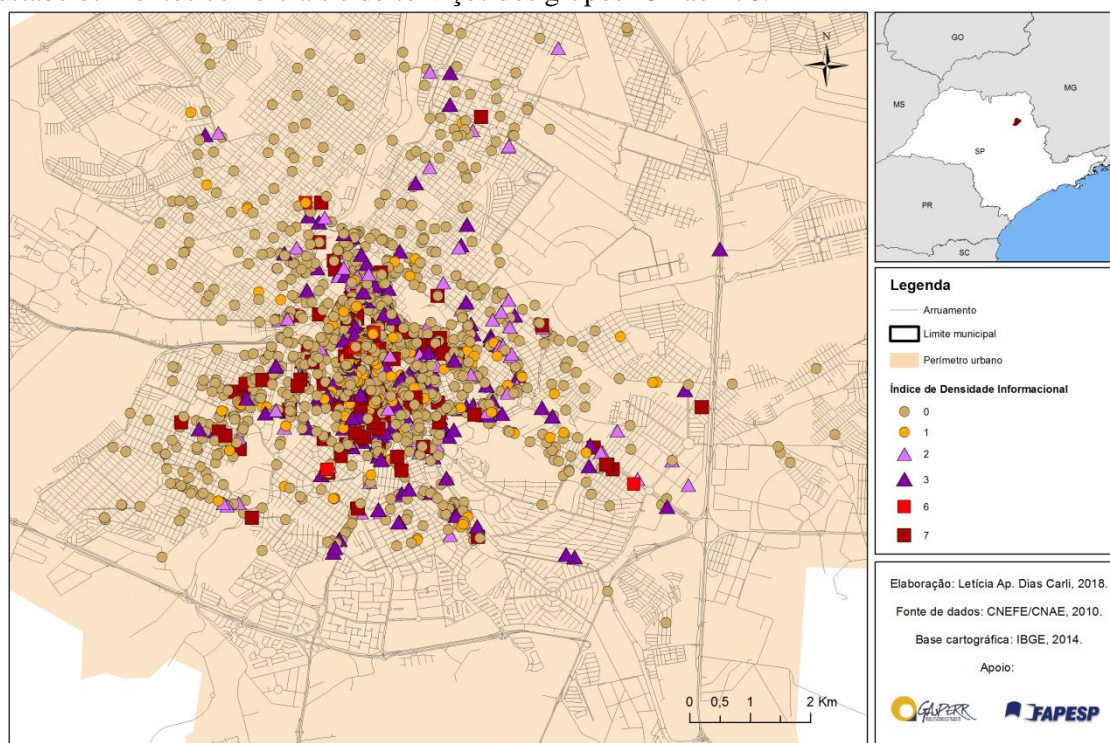 N
0 0,5 2 Km
GO
MG
MS
SP
PR
SC
Legenda
Arruamento
Limite municipal
Perímetro urbano
Índice de Densidade Informacional
0
1
2
3
6
7
Elaboração: Letícia Ap. Dias Carli, 2018.
Fonte de dados: CNEFE/CNAE, 2010.
Base cartográfica: IBGE, 2014.
Apoio:
GAsPERR
FAPESP